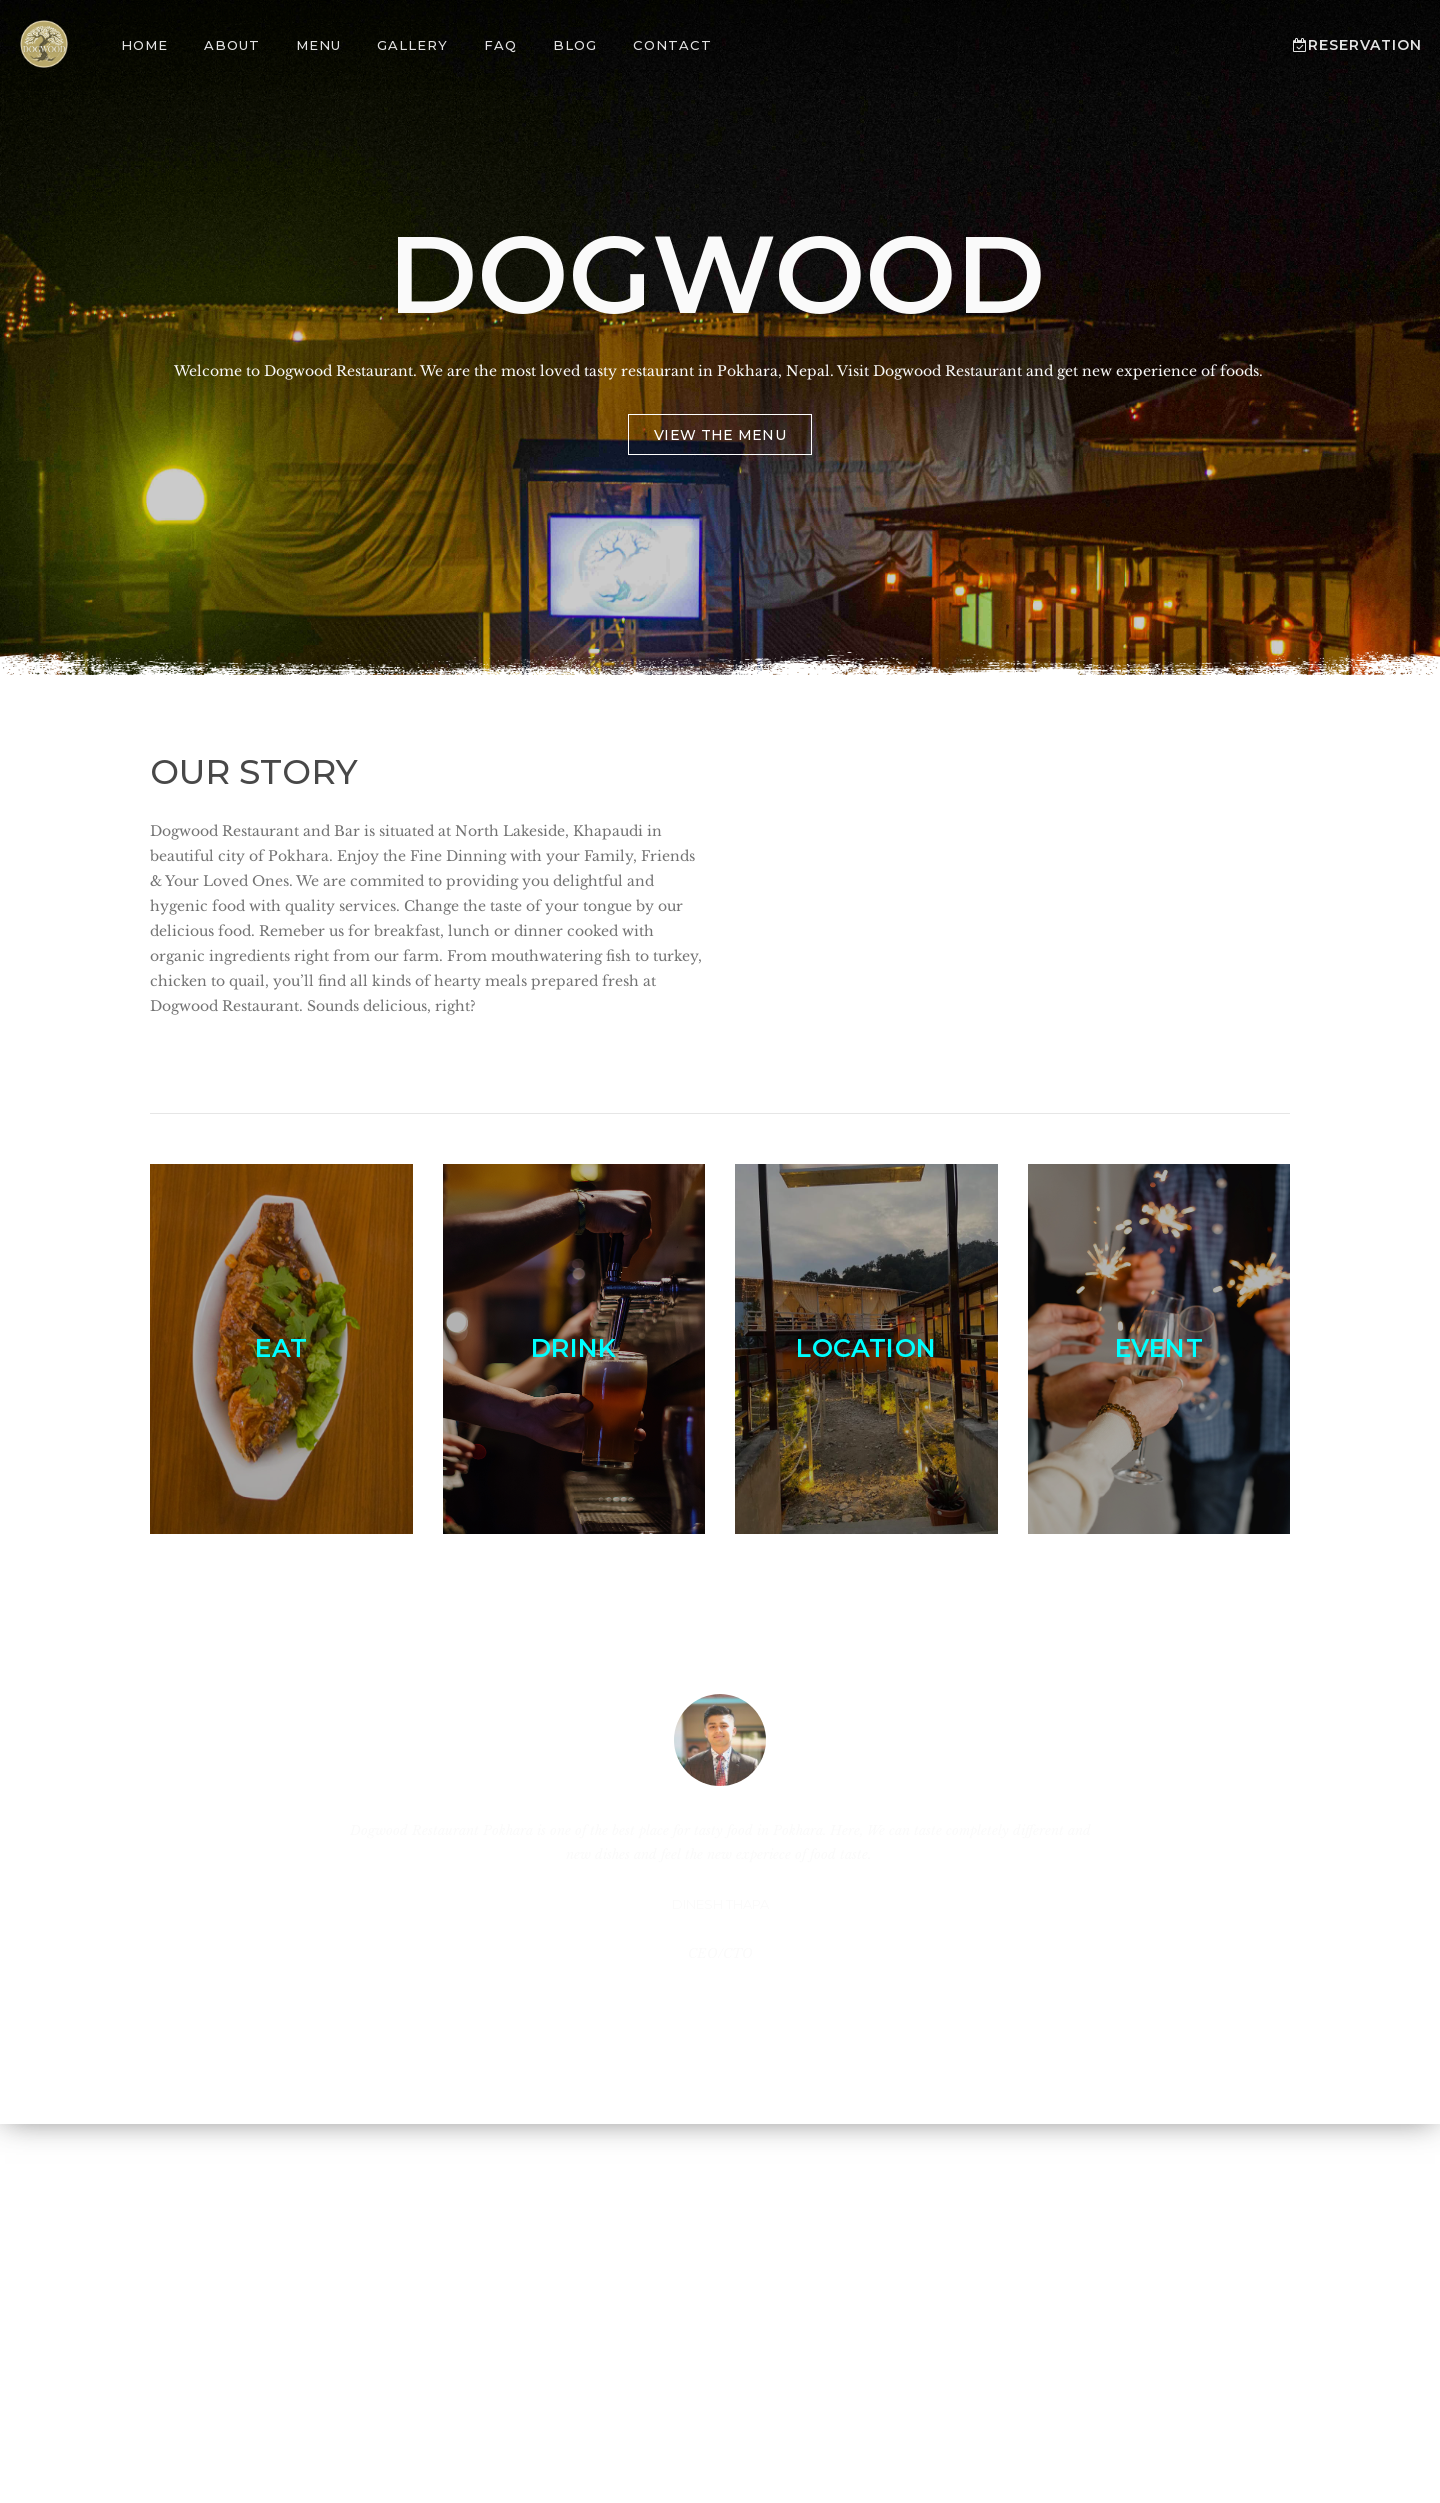 DOGWOOD
HOME
ABOUT
MENU
GALLERY
FAQ
BLOG
CONTACT
RESERVATION
DOGWOOD
Welcome to Dogwood Restaurant. We are the most loved tasty restaurant in Pokhara, Nepal. Visit Dogwood Restaurant and get new experience of foods.
VIEW THE MENU
OUR STORY
Dogwood Restaurant and Bar is situated at North Lakeside, Khapaudi in
beautiful city of Pokhara. Enjoy the Fine Dinning with your Family, Friends
& Your Loved Ones. We are commited to providing you delightful and
hygenic food with quality services. Change the taste of your tongue by our
delicious food. Remeber us for breakfast, lunch or dinner cooked with
organic ingredients right from our farm. From mouthwatering fish to turkey,
chicken to quail, you’ll find all kinds of hearty meals prepared fresh at
Dogwood Restaurant. Sounds delicious, right?
EAT
DRINK
LOCATION
EVENT